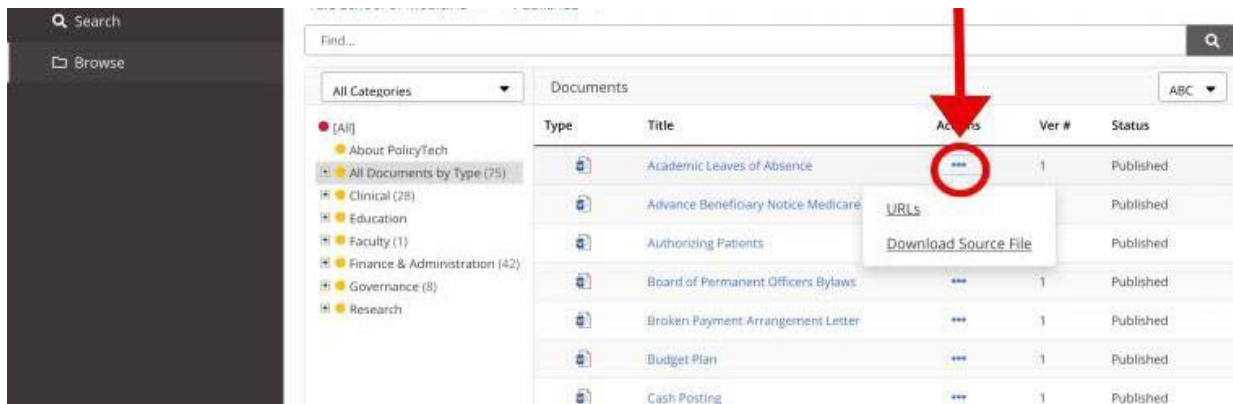 Search
Browse
Find...
All Categories
Documents
ABC
[All]
About PolicyTech
All Documents by Type (75)
Clinical (28)
Education
Faculty (1)
Finance & Administration (42)
Governance (8)
Research
Type Title Ver # Status
Academic Leaves of Absence ••• 1 Published
Advance Beneficiary Notice Medicare Published
Authorizing Patients Published
Board of Permanent Officers Bylaws ••• 1 Published
Broken Payment Arrangement Letter ••• 1 Published
Budget Plan ••• 1 Published
Cash Posting ••• 1 Published
URLs
Download Source File